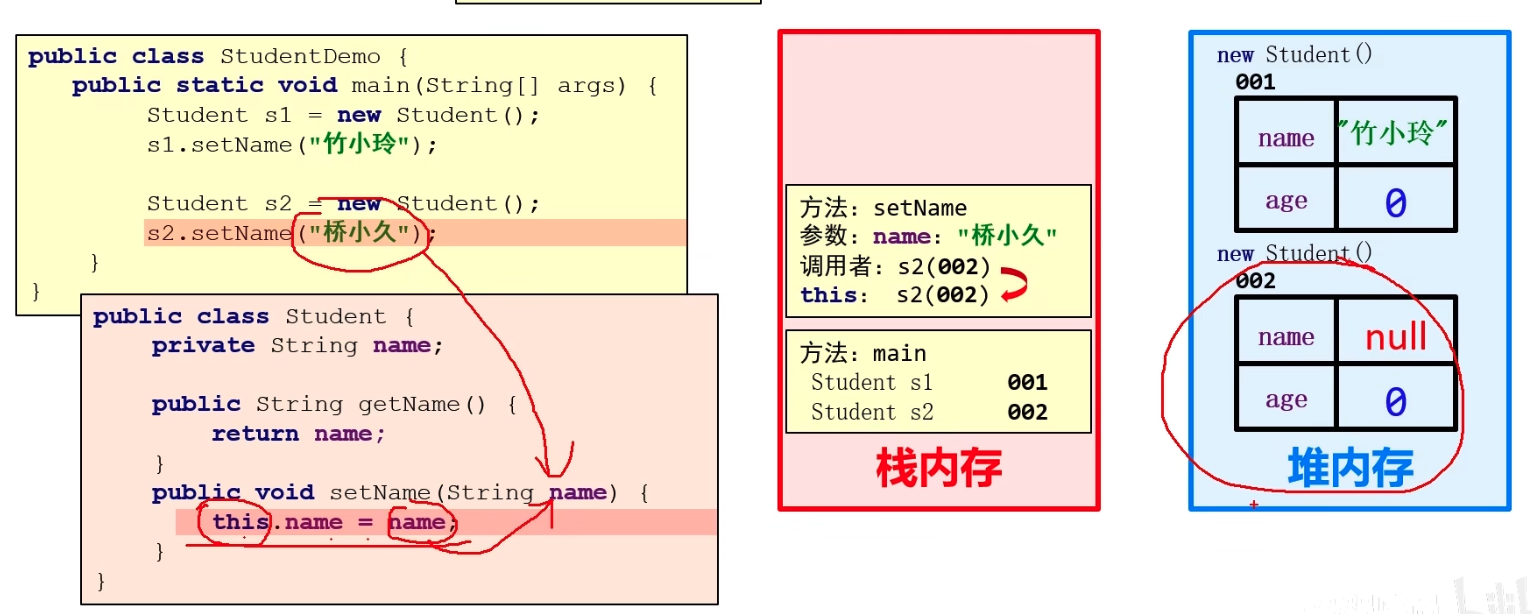 public class StudentDemo {
public static void main(String[] args) {
Student s1 = new Student();
s1.setName("竹小玲");
Student s2 = new Student();
s2.setName("桥小久");
}
}
public class Student {
private String name;
public String getName() {
return name;
}
public void setName(String name) {
this.name = name;
}
}
方法: setName
参数: name: "桥小久"
调用者: s2(002)
this: s2(002)
方法: main
Student s1 001
Student s2 002
栈内存
new Student()
001
name "竹小玲"
age 0
new Student()
002
name null
age 0
堆内存